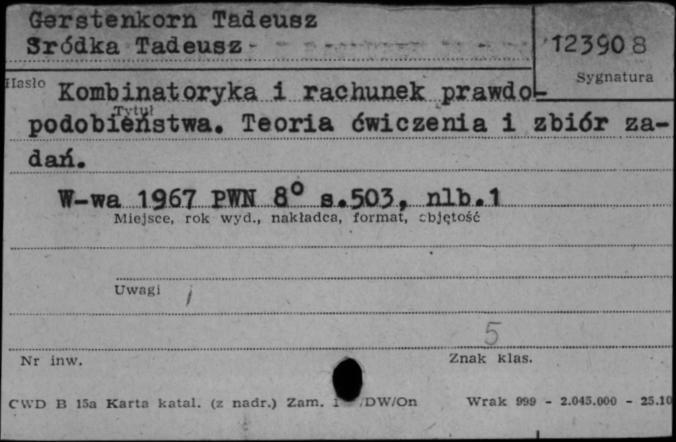 Gerstenkorn Tadeusz
Sródka Tadeusz
123908
Sygnatura
Hasło
Kombinatoryka i rachunek prawdo-
Tytuł
podobieństwa. Teoria ćwiczenia i zbiór za-
dań.
W-wa 1967 PWN 8° s.503, nlb.1
Miejsce, rok wyd., nakładca, format, objętość
Uwagi
5
Nr inw.
Znak klas.
CWD B 15a Karta katal. (z nadr.) Zam. 1 /DW/On
Wrak 999 - 2.045.000 - 25.10